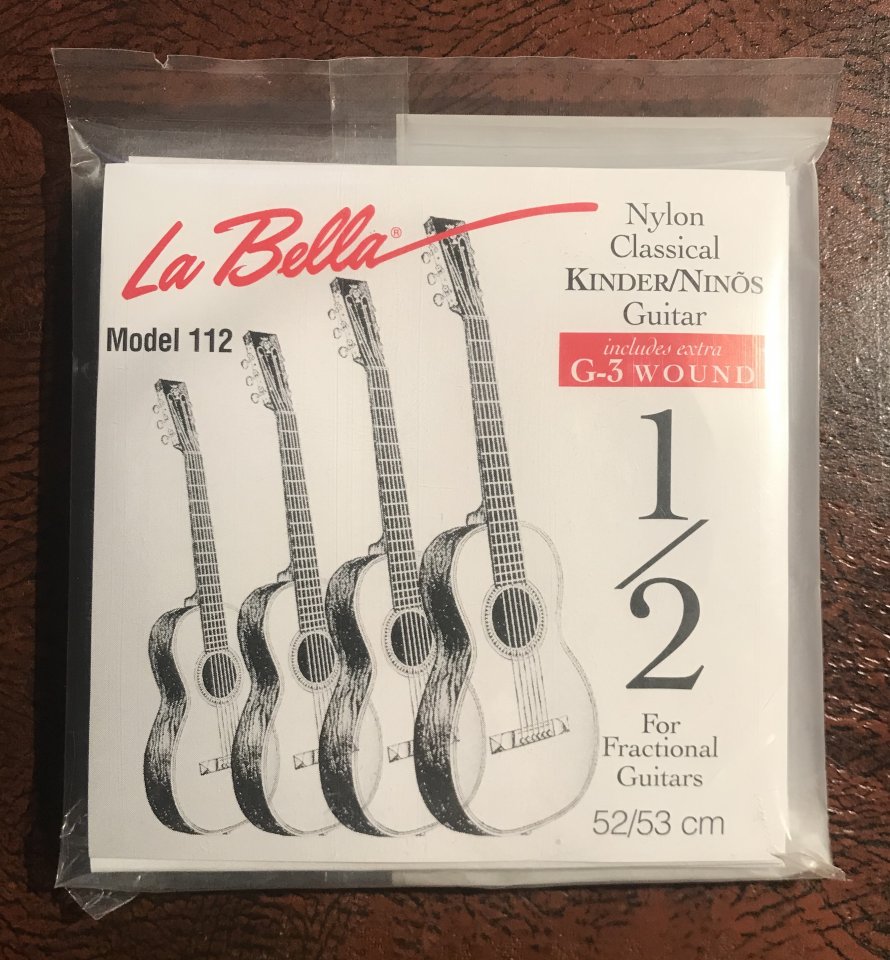 La Bella®
Model 112
Nylon
Classical
KINDER/NINÕS
Guitar
includes extra
G-3 WOUND
1/2
For
Fractional
Guitars
52/53 cm